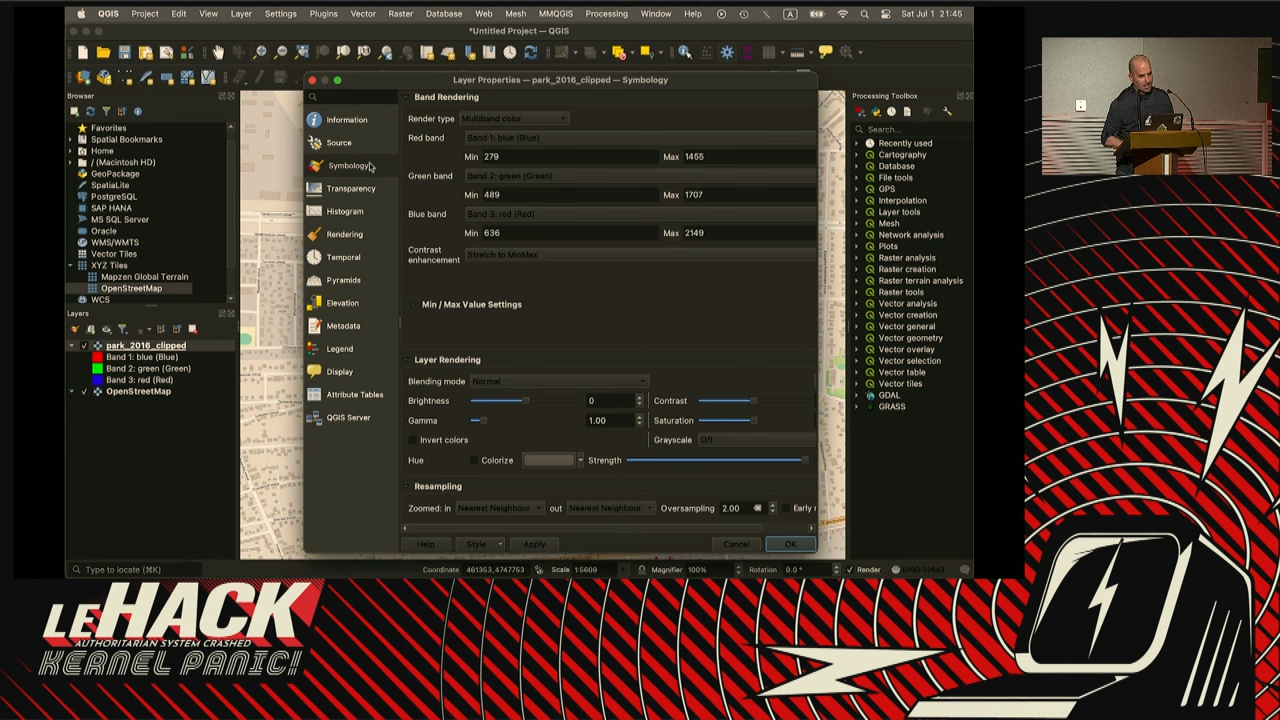 QGIS Project Edit View Layer Settings Plugins Vector Raster Database Web Mesh MMQGIS Processing Window Help A Sat Jul 1 21:45
*Untitled Project — QGIS
Layer Properties — park_2016_clipped — Symbology
Browser
Favorites
Spatial Bookmarks
Home
/ (Macintosh HD)
GeoPackage
SpatiaLite
PostgreSQL
SAP HANA
MS SQL Server
Oracle
WMS/WMTS
Vector Tiles
XYZ Tiles
Mapzen Global Terrain
OpenStreetMap
WCS
Layers
park_2016_clipped
Band 1: blue (Blue)
Band 2: green (Green)
Band 3: red (Red)
OpenStreetMap
Information
Source
Symbology
Transparency
Histogram
Rendering
Temporal
Pyramids
Elevation
Metadata
Legend
Display
Attribute Tables
QGIS Server
Band Rendering
Render type Multiband color
Red band Band 1: blue (Blue)
Min 279 Max 1455
Green band Band 2: green (Green)
Min 489 Max 1707
Blue band Band 3: red (Red)
Min 636 Max 2149
Contrast
enhancement Stretch to MinMax
Min / Max Value Settings
Layer Rendering
Blending mode Normal
Brightness 0 Contrast
Gamma 1.00 Saturation
Invert colors Grayscale Off
Hue Colorize Strength
Resampling
Zoomed: in Nearest Neighbour out Nearest Neighbour Oversampling 2.00 Early
Help Style Apply Cancel OK
Processing Toolbox
Search...
Recently used
Cartography
Database
File tools
GPS
Interpolation
Layer tools
Mesh
Network analysis
Plots
Raster analysis
Raster creation
Raster terrain analysis
Raster tools
Vector analysis
Vector creation
Vector general
Vector geometry
Vector overlay
Vector selection
Vector table
Vector tiles
GDAL
GRASS
Type to locate (⌘K) Coordinate 461353,4747753 Scale 1:5609 Magnifier 100% Rotation 0.0 ° Render
LEHACK
AUTHORITARIAN SYSTEM CRASHED
KERNEL PANIC!